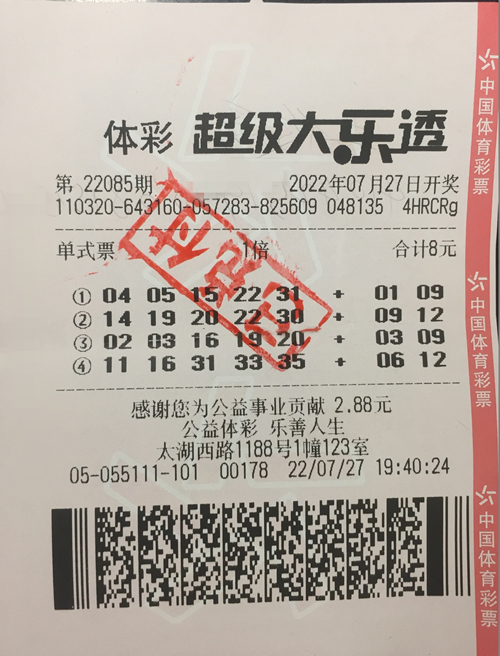 体彩 超级大乐透
第 22085期 2022年07月27日开奖
110320-643160-057283-825609 048135 4HRCRg
单式票 1倍 合计8元
① 04 05 15 22 31 + 01 09
② 14 19 20 22 30 + 09 12
③ 02 03 16 19 20 + 03 09
④ 11 16 31 33 35 + 06 12
已兑付
感谢您为公益事业贡献 2.88元
公益体彩 乐善人生
太湖西路1188号1幢123室
05-055111-101 00178 22/07/27 19:40:24
中国体育彩票
中国体育彩票
中国体育彩票